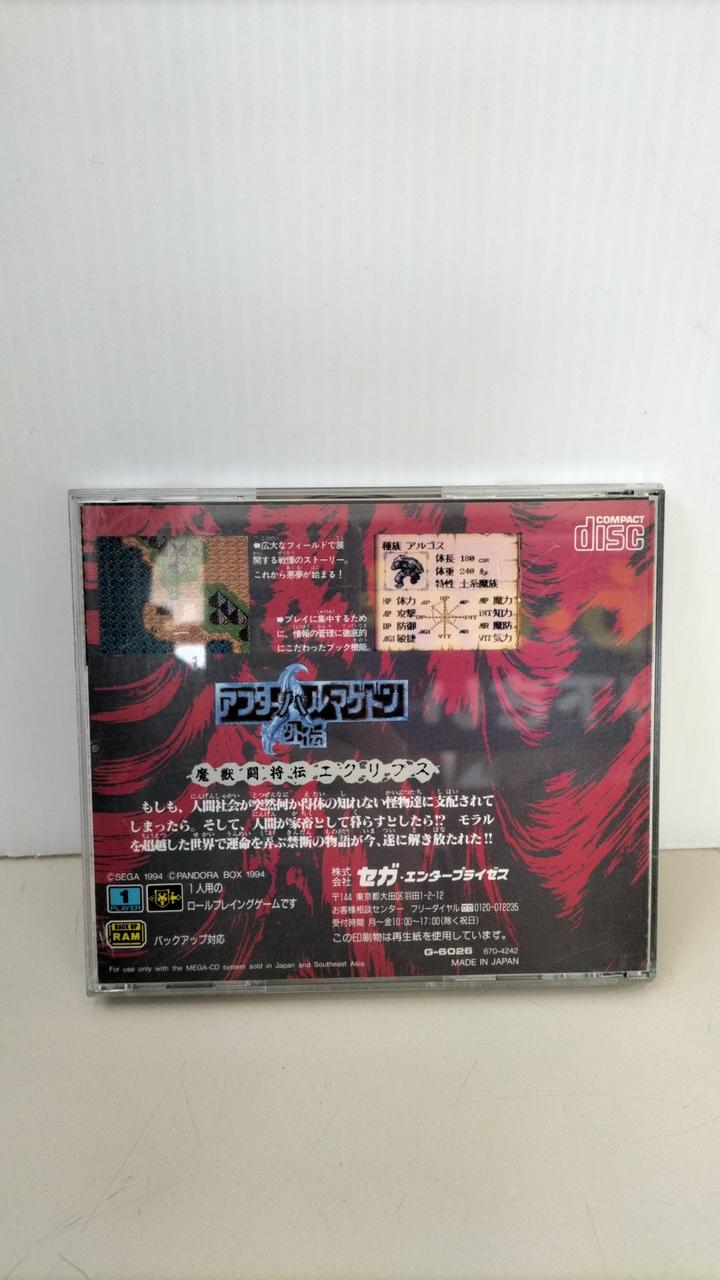 COMPACT
disc
⬅広大なフィールドで展
開する戦慄のストーリー。
これから悪夢が始まる！
➡プレイに集中するため
に、情報の管理に徹底的
にこだわったブック機能。
種族 アルゴス
体長 180 cm
体重 240 kg
特性 土系魔族
HP 体力
AP 攻撃
DP 防御
AGI 敏捷
MP 魔力
INT 知力
MR 魔防
VIT 気力
アフターハルマゲドン
外伝
魔獣闘将伝エクリプス
もしも、人間社会が突然何か得体の知れない怪物達に支配されて
しまったら。そして、人間が家畜として暮らすとしたら!? モラル
を超越した世界で運命を弄ぶ禁断の物語が今、遂に解き放たれた!!
©SEGA 1994 ©PANDORA BOX 1994
1
PLAYER
1人用の
ロールプレイングゲームです
BACK UP
RAM
バックアップ対応
株式会社 セガ・エンタープライゼス
〒144 東京都大田区羽田1-2-12
お客様相談センター フリーダイヤル 0120-012235
受付時間 月～金10:00～17:00(除く祝日)
この印刷物は再生紙を使用しています。
G-6026 670-4242
For use only with the MEGA-CD system sold in Japan and Southeast Asia.
MADE IN JAPAN